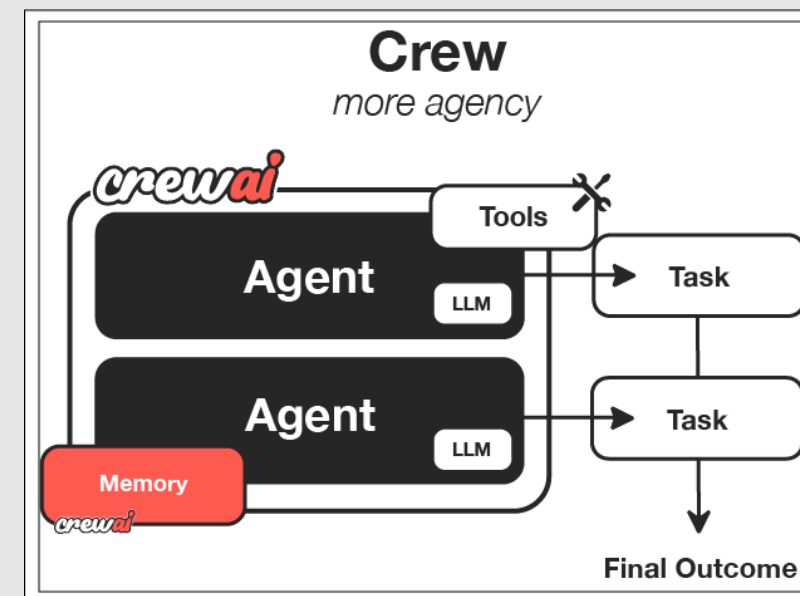 Crew
more agency
crewai
Tools
Agent
LLM
Task
Agent
LLM
Task
Memory
crewai
Final Outcome